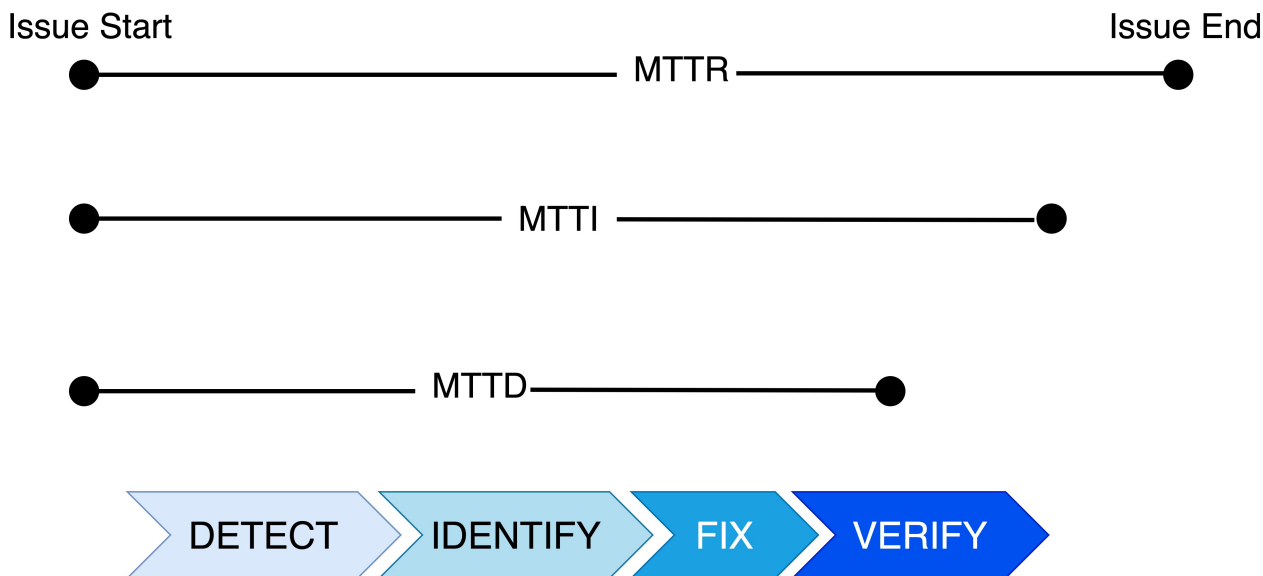 Issue Start
Issue End
MTTR
MTTI
MTTD
DETECT
IDENTIFY
FIX
VERIFY